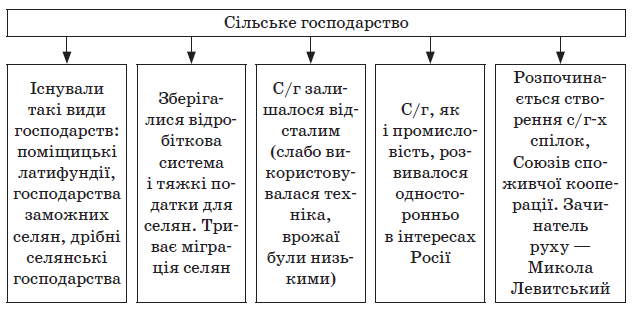 Сільське господарство
Існували
такі види
господарств:
поміщицькі
латифундії,
господарства
заможних
селян, дрібні
селянські
господарства
Зберіга-
лися відро-
біткова
система
і тяжкі по-
датки для
селян. Три-
ває мігра-
ція селян
С/г зали-
шалося від-
сталим
(слабо ви-
користову-
валася тех-
ніка,
врожаї
були низь-
кими)
С/г, як
і промисло-
вість, роз-
вивалося
односто-
ронньо
в інтересах
Росії
Розпочина-
ється ство-
рення с/г-х
спілок,
Союзів спо-
живчої коопе-
рації. Зачи-
натель
руху —
Микола
Левитський